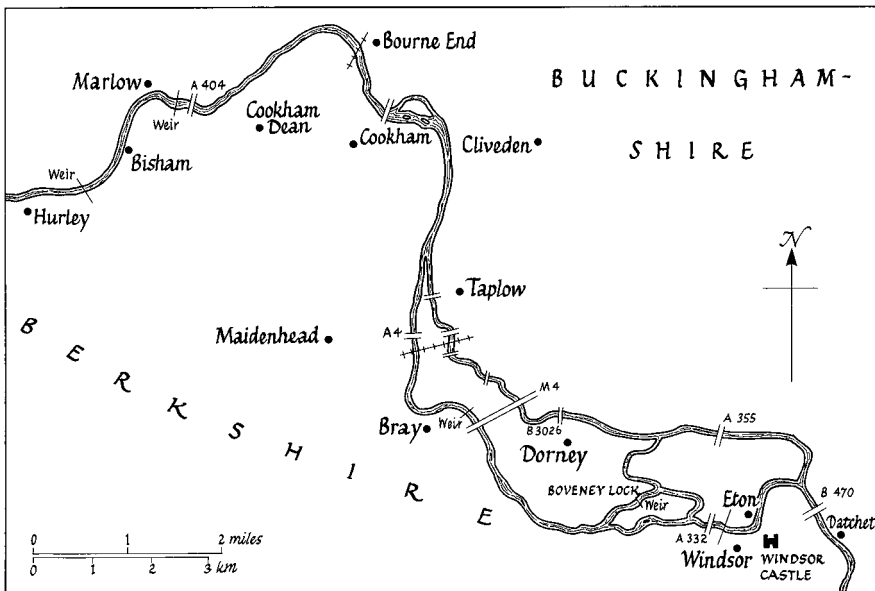 Bourne End
BUCKINGHAM-
SHIRE
Marlow
A 404
Weir
Cookham
Dean
Cookham
Cliveden
Bisham
Weir
Hurley
N
Taplow
BERKSHIRE
Maidenhead
A4
M4
Bray
Weir
B 3026
A 355
Dorney
BOVENEY LOCK
Weir
Eton
B 470
Datchet
A 332
Windsor
WINDSOR
CASTLE
0 1 2 miles
0 1 2 3 km